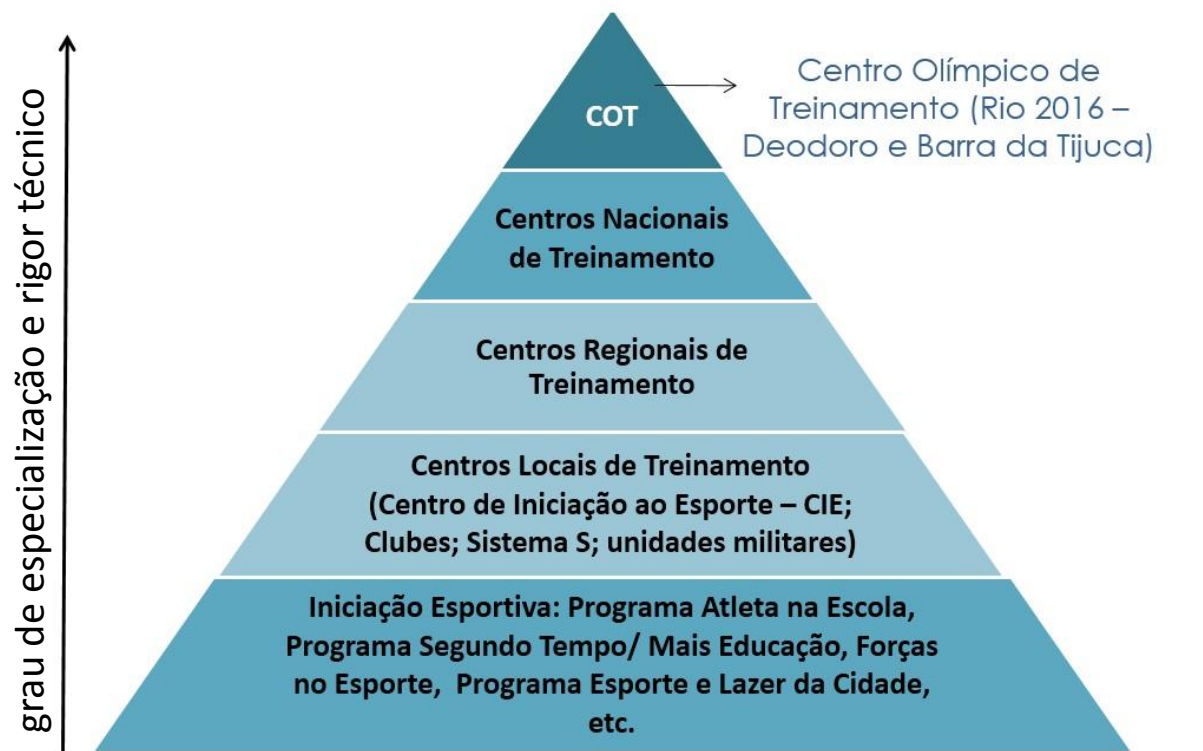 grau de especialização e rigor técnico
COT
Centro Olímpico de
Treinamento (Rio 2016 –
Deodoro e Barra da Tijuca)
Centros Nacionais
de Treinamento
Centros Regionais de
Treinamento
Centros Locais de Treinamento
(Centro de Iniciação ao Esporte – CIE;
Clubes; Sistema S; unidades militares)
Iniciação Esportiva: Programa Atleta na Escola,
Programa Segundo Tempo/ Mais Educação, Forças
no Esporte, Programa Esporte e Lazer da Cidade,
etc.